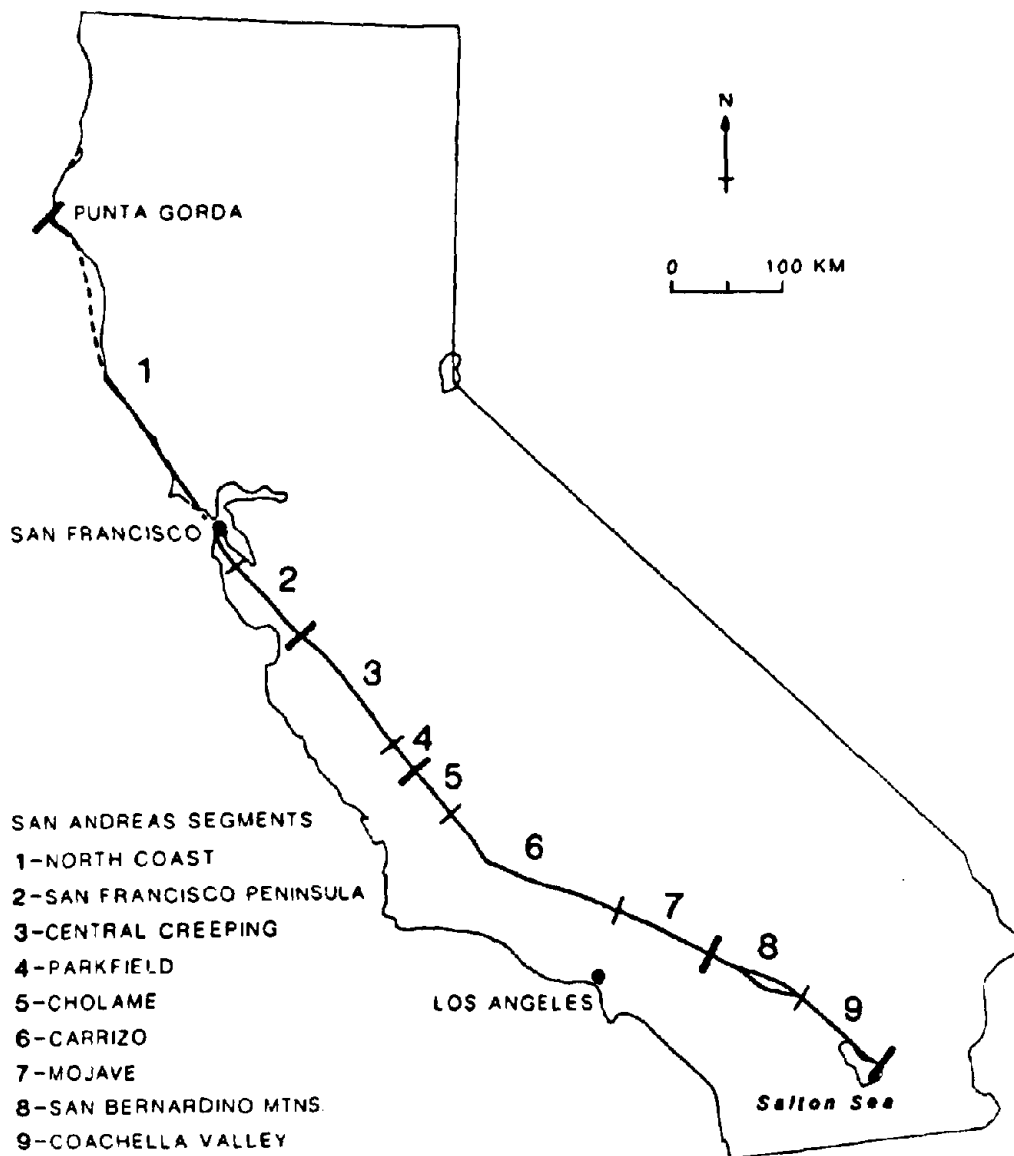 N
PUNTA GORDA
0 100 KM
1
SAN FRANCISCO
2
3
4
5
SAN ANDREAS SEGMENTS
1-NORTH COAST
2-SAN FRANCISCO PENINSULA
3-CENTRAL CREEPING
4-PARKFIELD
5-CHOLAME
6-CARRIZO
7-MOJAVE
8-SAN BERNARDINO MTNS.
9-COACHELLA VALLEY
6
7
8
9
LOS ANGELES
Salton Sea